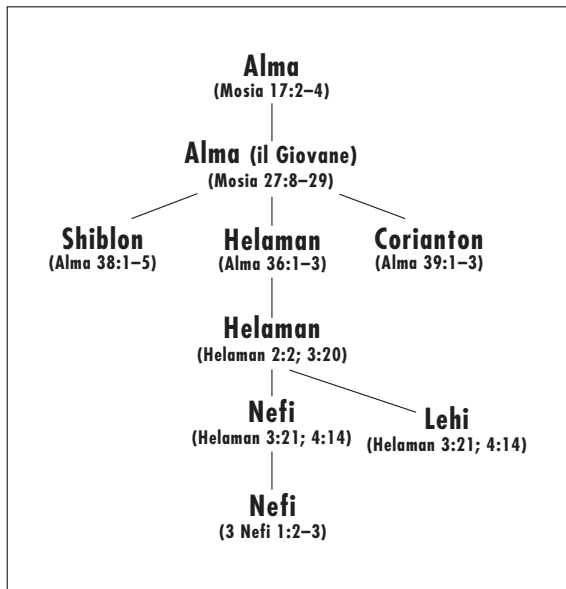 Alma
(Mosia 17:2–4)
Alma (il Giovane)
(Mosia 27:8–29)
Shiblon
(Alma 38:1–5)
Helaman
(Alma 36:1–3)
Corianton
(Alma 39:1–3)
Helaman
(Helaman 2:2; 3:20)
Nefi
(Helaman 3:21; 4:14)
Lehi
(Helaman 3:21; 4:14)
Nefi
(3 Nefi 1:2–3)